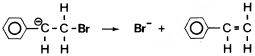 H H H
⊖
C-C-Br → Br⁻ + C=C
H H H